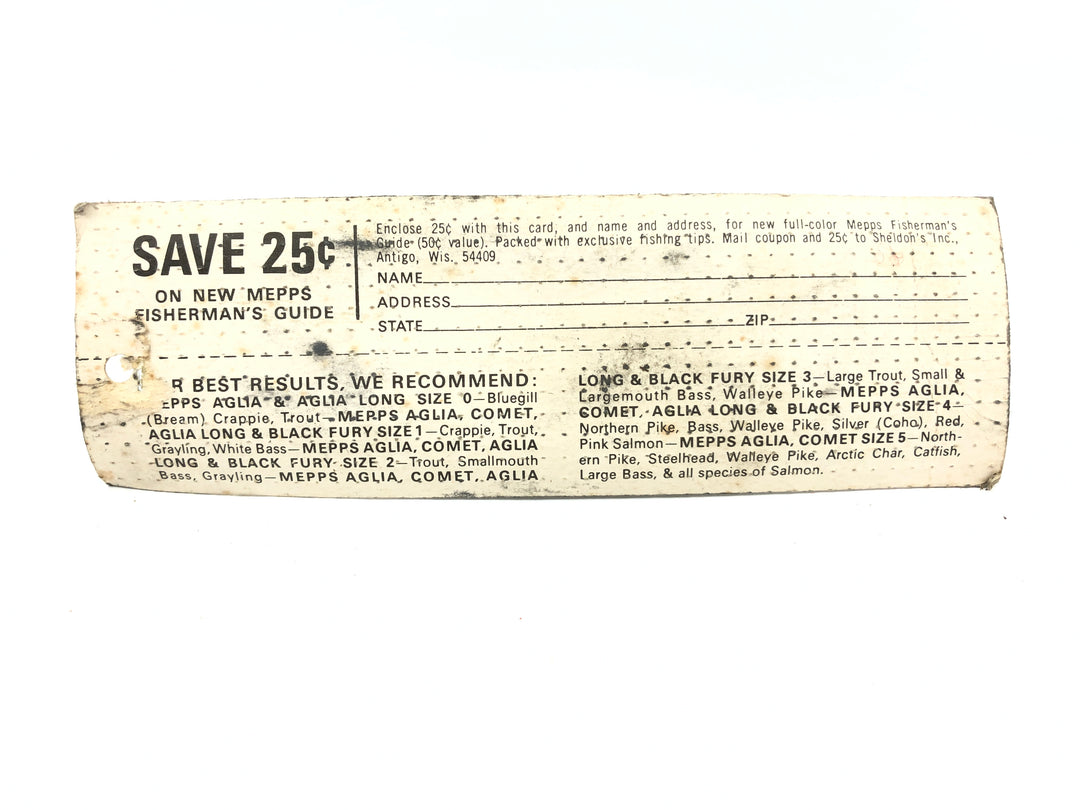 SAVE 25¢
ON NEW MEPPS
FISHERMAN'S GUIDE
Enclose 25¢ with this card, and name and address, for new full-color Mepps Fisherman's
Guide (50¢ value). Packed with exclusive fishing tips. Mail coupon and 25¢ to Sheldon's Inc.,
Antigo, Wis. 54409
NAME
ADDRESS
STATE ZIP
R BEST RESULTS, WE RECOMMEND:
EPPS AGLIA & AGLIA LONG SIZE 0—Bluegill
(Bream) Crappie, Trout—MEPPS AGLIA, COMET,
AGLIA LONG & BLACK FURY SIZE 1—Crappie, Trout,
Grayling, White Bass—MEPPS AGLIA, COMET, AGLIA
LONG & BLACK FURY SIZE 2—Trout, Smallmouth
Bass, Grayling—MEPPS AGLIA, COMET, AGLIA
LONG & BLACK FURY SIZE 3—Large Trout, Small &
Largemouth Bass, Walleye Pike—MEPPS AGLIA,
COMET, AGLIA LONG & BLACK FURY SIZE 4—
Northern Pike, Bass, Walleye Pike, Silver (Coho), Red,
Pink Salmon—MEPPS AGLIA, COMET SIZE 5—North-
ern Pike, Steelhead, Walleye Pike, Arctic Char, Catfish,
Large Bass, & all species of Salmon.